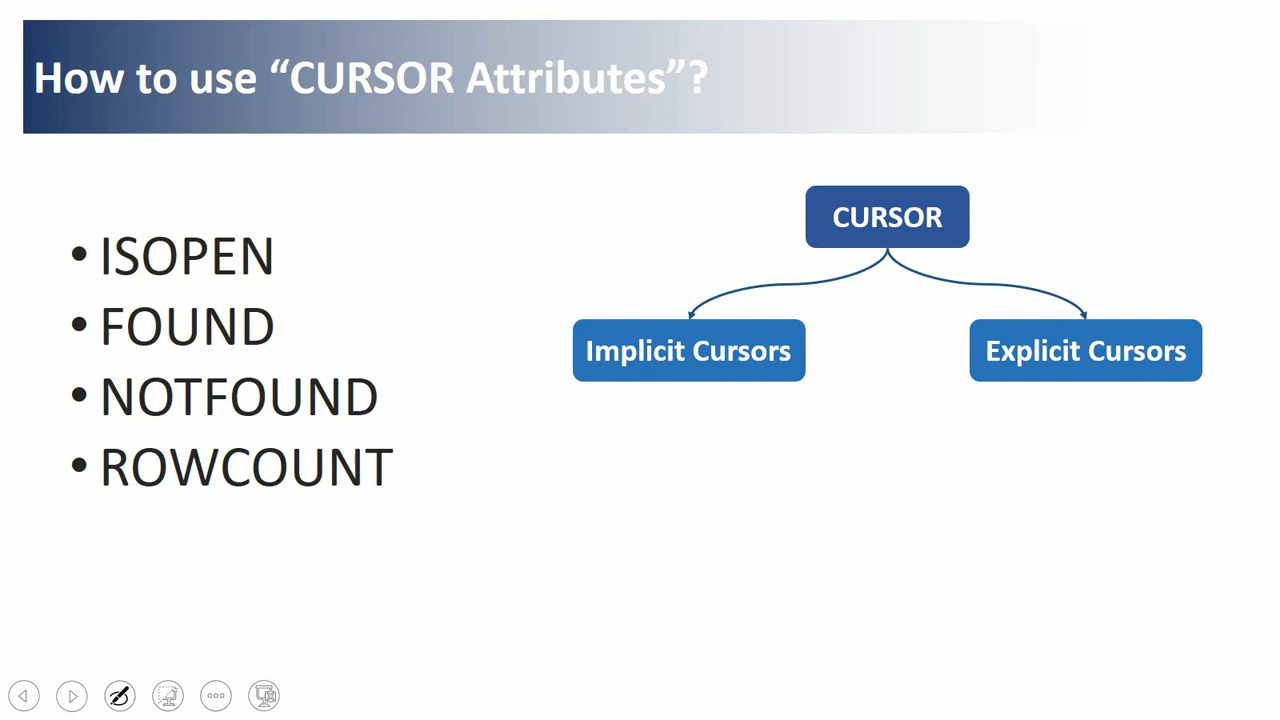 How to use “CURSOR Attributes”?
• ISOPEN
• FOUND
• NOTFOUND
• ROWCOUNT
CURSOR
Implicit Cursors
Explicit Cursors